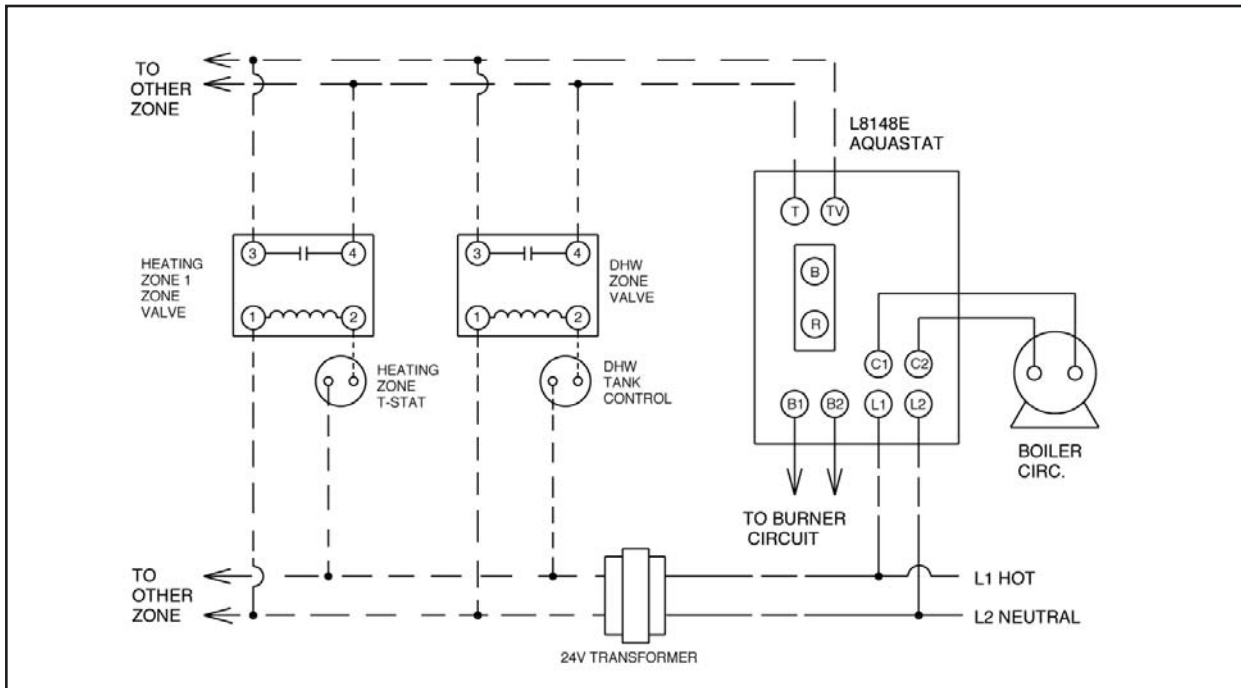 TO
OTHER
ZONE
L8148E
AQUASTAT
T
TV
3
4
HEATING
ZONE 1
ZONE
VALVE
1
2
3
4
DHW
ZONE
VALVE
1
2
B
R
HEATING
ZONE
T-STAT
DHW
TANK
CONTROL
C1
C2
B1
B2
L1
L2
BOILER
CIRC.
TO BURNER
CIRCUIT
TO
OTHER
ZONE
L1 HOT
L2 NEUTRAL
24V TRANSFORMER